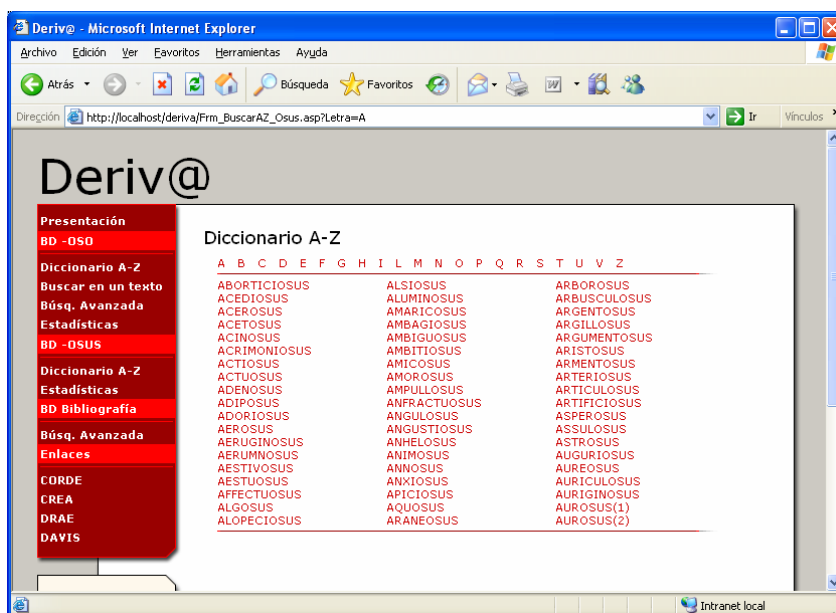 Deriv@ - Microsoft Internet Explorer
Archivo Edición Ver Favoritos Herramientas Ayuda
Atrás Búsqueda Favoritos
Dirección http://localhost/deriva/Frm_BuscarAZ_Osus.asp?Letra=A Ir Vínculos
Deriv@
Presentación
BD -OSO
Diccionario A-Z
Buscar en un texto
Búsq. Avanzada
Estadísticas
BD -OSUS
Diccionario A-Z
Estadísticas
BD Bibliografía
Búsq. Avanzada
Enlaces
CORDE
CREA
DRAE
DAVIS
Diccionario A-Z
A B C D E F G H I L M N O P Q R S T U V Z
ABORTICIOSUS ALSIOSUS ARBOROSUS
ACEDIOSUS ALUMINOSUS ARBUSCULOSUS
ACEROSUS AMARICOSUS ARGENTOSUS
ACETOSUS AMBAGIOSUS ARGILLOSUS
ACINOSUS AMBIGUOSUS ARGUMENTOSUS
ACRIMONIOSUS AMBITIOSUS ARISTOSUS
ACTIOSUS AMICOSUS ARMENTOSUS
ACTUOSUS AMOROSUS ARTERIOSUS
ADENOSUS AMPULLOSUS ARTICULOSUS
ADIPOSUS ANFRACTUOSUS ARTIFICIOSUS
ADORIOSUS ANGULOSUS ASPEROSUS
AEROSUS ANGUSTIOSUS ASSULOSUS
AERUGINOSUS ANHELOSUS ASTROSUS
AERUMNOSUS ANIMOSUS AUGURIOSUS
AESTIVOSUS ANNOSUS AUREOSUS
AESTUOSUS ANXIOSUS AURICULOSUS
AFFECTUOSUS APICIOSUS AURIGINOSUS
ALGOSUS AQUOSUS AUROSUS(1)
ALOPECIOSUS ARANEOSUS AUROSUS(2)
Intranet local